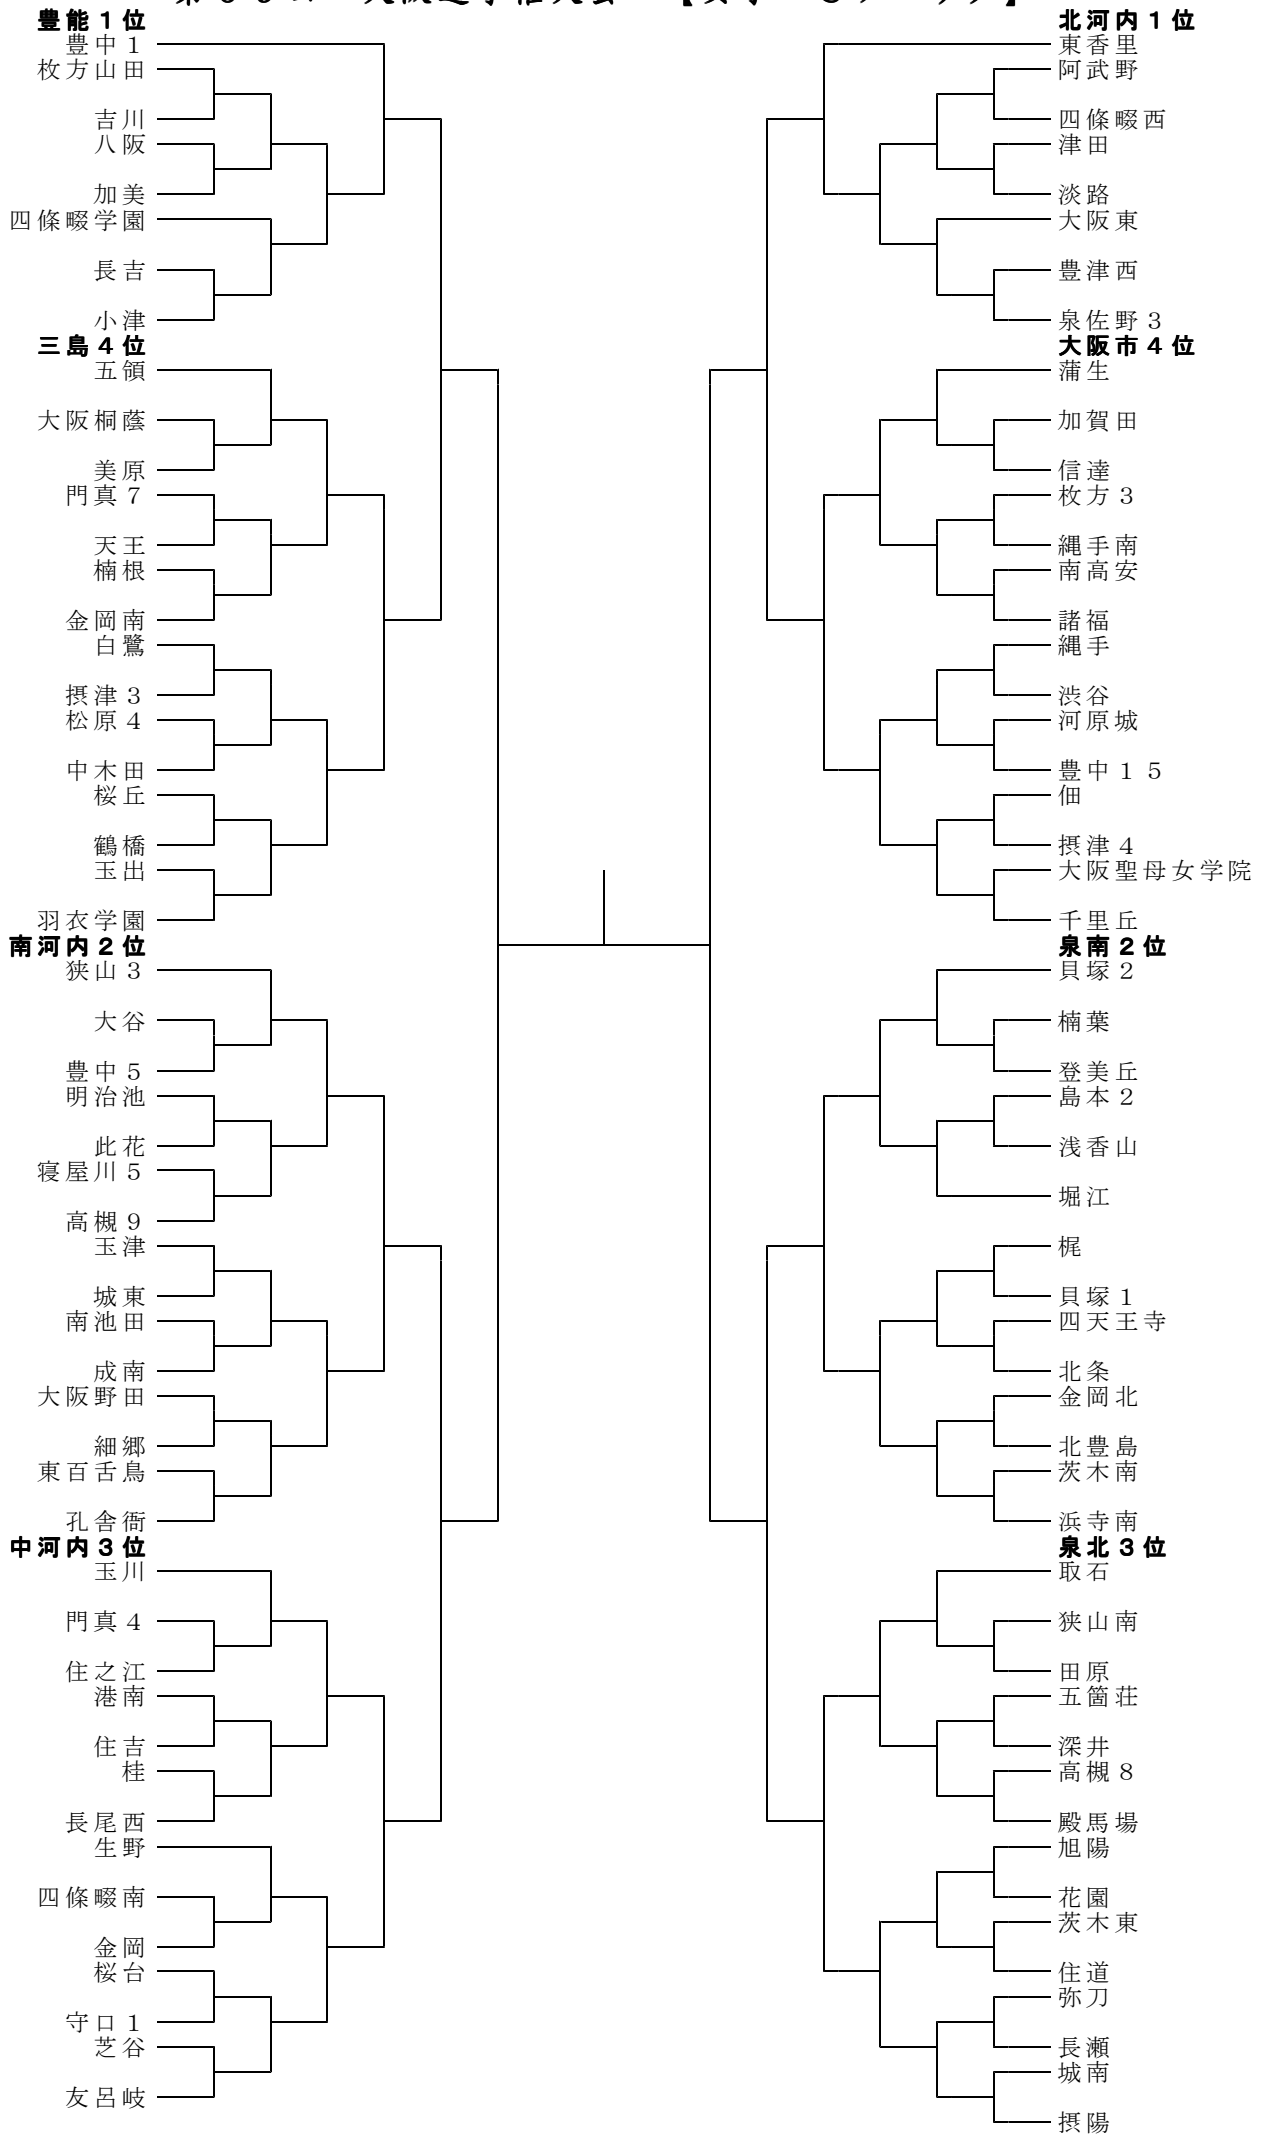 豊能１位
豊中１
枚方山田
吉川
八阪
加美
四條畷学園
長吉
小津
三島４位
五領
大阪桐蔭
美原
門真７
天王
楠根
金岡南
白鷺
摂津３
松原４
中木田
桜丘
鶴橋
玉出
羽衣学園
南河内２位
狭山３
大谷
豊中５
明治池
此花
寝屋川５
高槻９
玉津
城東
南池田
成南
大阪野田
細郷
東百舌鳥
孔舎衙
中河内３位
玉川
門真４
住之江
港南
住吉
桂
長尾西
生野
四條畷南
金岡
桜台
守口１
芝谷
友呂岐
北河内１位
東香里
阿武野
四條畷西
津田
淡路
大阪東
豊津西
泉佐野３
大阪市４位
蒲生
加賀田
信達
枚方３
縄手南
南高安
諸福
縄手
渋谷
河原城
豊中１５
佃
摂津４
大阪聖母女学院
千里丘
泉南２位
貝塚２
楠葉
登美丘
島本２
浅香山
堀江
梶
貝塚１
四天王寺
北条
金岡北
北豊島
茨木南
浜寺南
泉北３位
取石
狭山南
田原
五箇荘
深井
高槻８
殿馬場
旭陽
花園
茨木東
住道
弥刀
長瀬
城南
摂陽